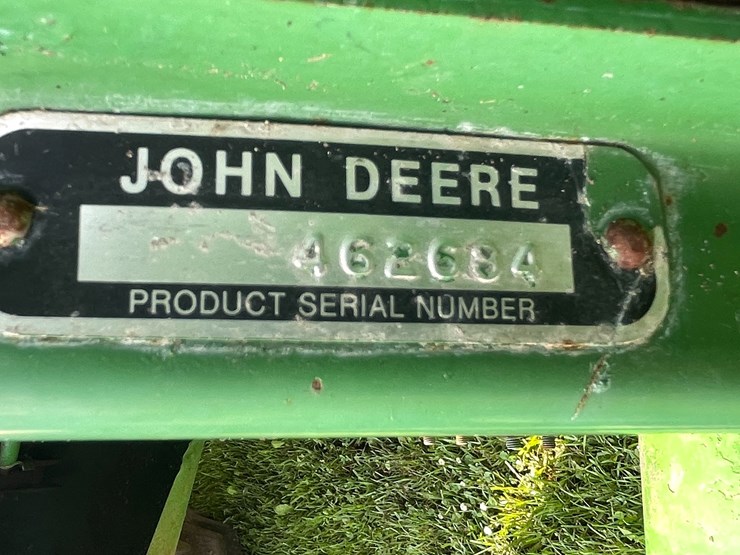 JOHN DEERE
462684
PRODUCT SERIAL NUMBER